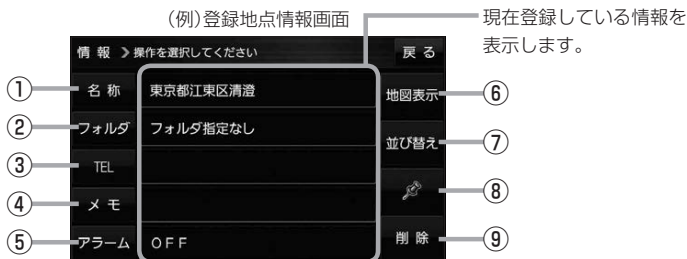 (例)登録地点情報画面
現在登録している情報を
表示します。
情 報 操作を選択してください 戻 る
① 名 称 東京都江東区清澄 地図表示 ⑥
② フォルダ フォルダ指定なし 並び替え ⑦
③ TEL ⑧
④ メ モ
⑤ アラーム OFF 削 除 ⑨